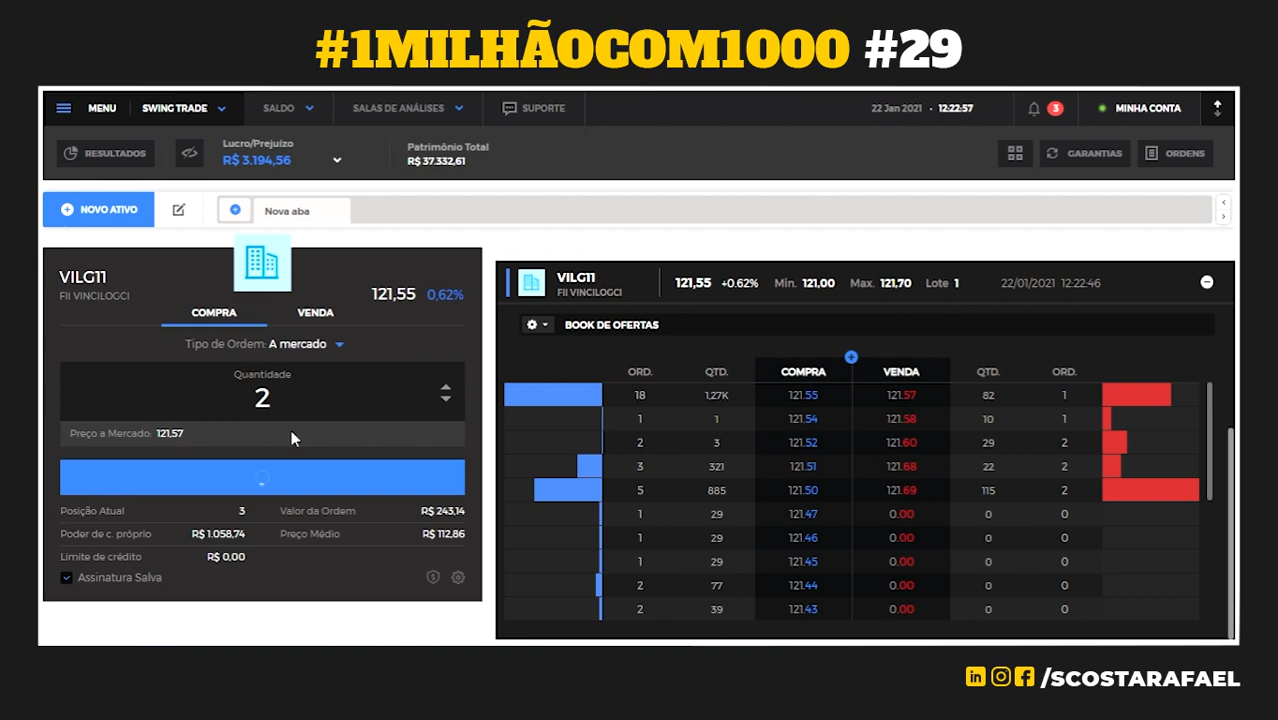 #1MILHÃOCOM1000 #29
MENU SWING TRADE SALDO SALAS DE ANÁLISES SUPORTE 22 Jan 2021 • 12:22:57 3 MINHA CONTA
RESULTADOS Lucro/Prejuízo Patrimônio Total GARANTIAS ORDENS
R$ 3.194,56 R$ 37.332,61
NOVO ATIVO Nova aba
VILG11
FII VINCILOGCI
121,55 0,62%
COMPRA VENDA
Tipo de Ordem: A mercado
Quantidade
2
Preço a Mercado: 121,57
Posição Atual 3 Valor da Ordem R$ 243,14
Poder de c. próprio R$ 1.058,74 Preço Médio R$ 112,86
Limite de crédito R$ 0,00
Assinatura Salva
VILG11
FII VINCILOGCI
121,55 +0.62% Min. 121,00 Max. 121,70 Lote 1 22/01/2021 12:22:46
BOOK DE OFERTAS
ORD. QTD. COMPRA VENDA QTD. ORD.
18 1,27K 121.55 121.57 82 1
1 1 121.54 121.58 10 1
2 3 121.52 121.60 29 2
3 321 121.51 121.68 22 2
5 885 121.50 121.69 115 2
1 29 121.47 0.00 0 0
1 29 121.46 0.00 0 0
1 29 121.45 0.00 0 0
2 77 121.44 0.00 0 0
2 39 121.43 0.00 0 0
/SCOSTARAFAEL